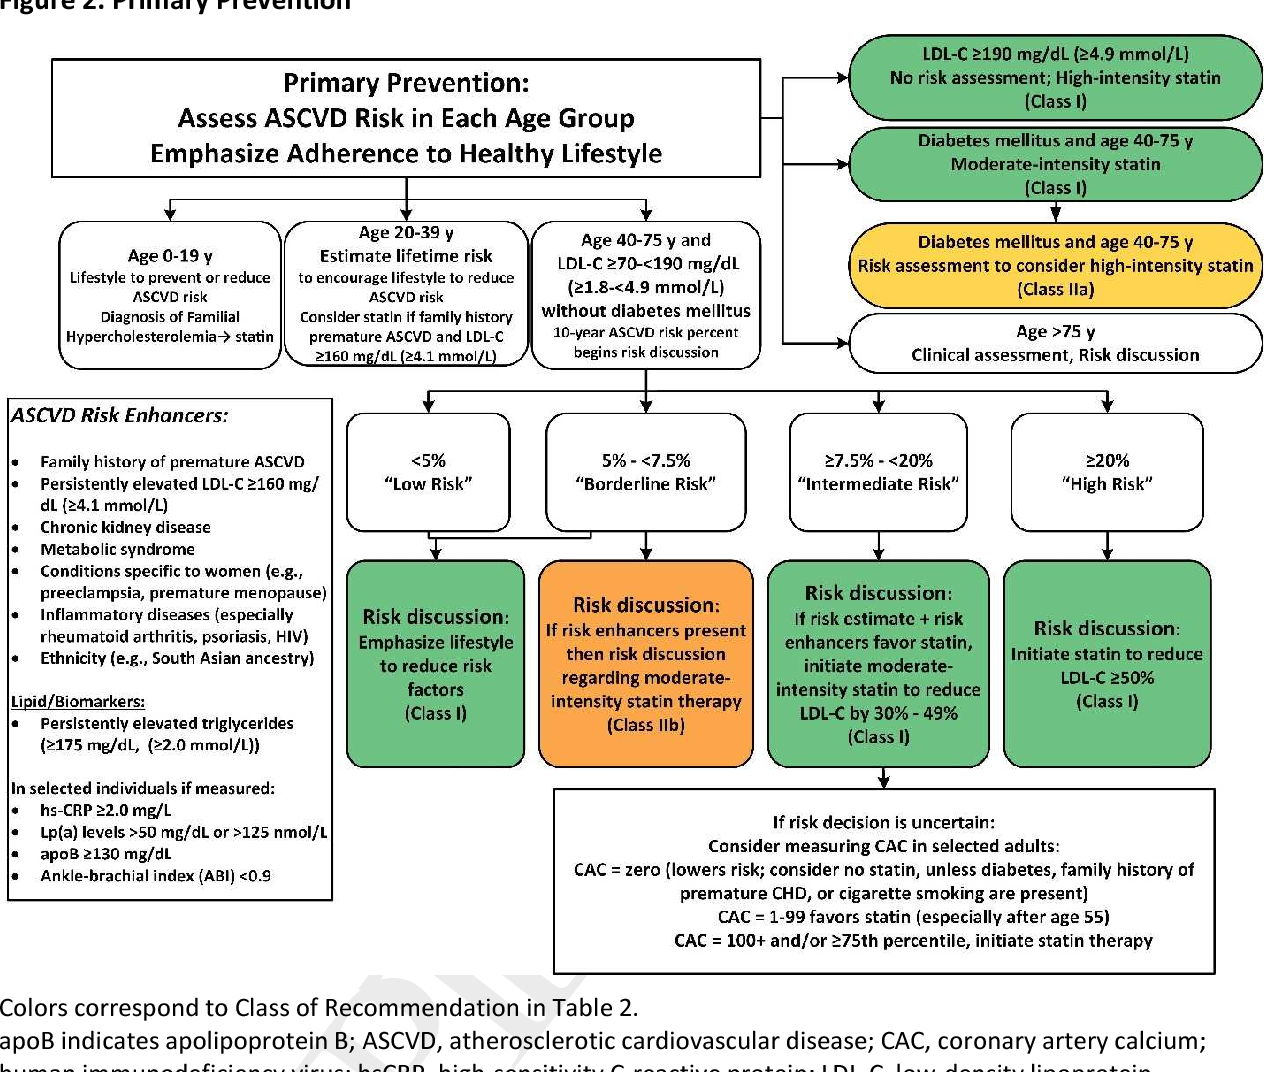 Figure 2. Primary Prevention
Primary Prevention:
Assess ASCVD Risk in Each Age Group
Emphasize Adherence to Healthy Lifestyle
LDL-C ≥190 mg/dL (≥4.9 mmol/L)
No risk assessment; High-intensity statin
(Class I)
Diabetes mellitus and age 40-75 y
Moderate-intensity statin
(Class I)
Diabetes mellitus and age 40-75 y
Risk assessment to consider high-intensity statin
(Class IIa)
Age >75 y
Clinical assessment, Risk discussion
Age 0-19 y
Lifestyle to prevent or reduce
ASCVD risk
Diagnosis of Familial
Hypercholesterolemia→ statin
Age 20-39 y
Estimate lifetime risk
to encourage lifestyle to reduce
ASCVD risk
Consider statin if family history
premature ASCVD and LDL-C
≥160 mg/dL (≥4.1 mmol/L)
Age 40-75 y and
LDL-C ≥70-<190 mg/dL
(≥1.8-<4.9 mmol/L)
without diabetes mellitus
10-year ASCVD risk percent
begins risk discussion
ASCVD Risk Enhancers:
• Family history of premature ASCVD
• Persistently elevated LDL-C ≥160 mg/
dL (≥4.1 mmol/L)
• Chronic kidney disease
• Metabolic syndrome
• Conditions specific to women (e.g.,
preeclampsia, premature menopause)
• Inflammatory diseases (especially
rheumatoid arthritis, psoriasis, HIV)
• Ethnicity (e.g., South Asian ancestry)
Lipid/Biomarkers:
• Persistently elevated triglycerides
(≥175 mg/dL, (≥2.0 mmol/L))
In selected individuals if measured:
• hs-CRP ≥2.0 mg/L
• Lp(a) levels >50 mg/dL or >125 nmol/L
• apoB ≥130 mg/dL
• Ankle-brachial index (ABI) <0.9
<5%
“Low Risk”
5% - <7.5%
“Borderline Risk”
≥7.5% - <20%
“Intermediate Risk”
≥20%
“High Risk”
Risk discussion:
Emphasize lifestyle
to reduce risk
factors
(Class I)
Risk discussion:
If risk enhancers present
then risk discussion
regarding moderate-
intensity statin therapy
(Class IIb)
Risk discussion:
If risk estimate + risk
enhancers favor statin,
initiate moderate-
intensity statin to reduce
LDL-C by 30% - 49%
(Class I)
Risk discussion:
Initiate statin to reduce
LDL-C ≥50%
(Class I)
If risk decision is uncertain:
Consider measuring CAC in selected adults:
CAC = zero (lowers risk; consider no statin, unless diabetes, family history of
premature CHD, or cigarette smoking are present)
CAC = 1-99 favors statin (especially after age 55)
CAC = 100+ and/or ≥75th percentile, initiate statin therapy
Colors correspond to Class of Recommendation in Table 2.
apoB indicates apolipoprotein B; ASCVD, atherosclerotic cardiovascular disease; CAC, coronary artery calcium;
human immunodeficiency virus; hsCRP, high-sensitivity C-reactive protein; LDL-C, low-density lipoprotein